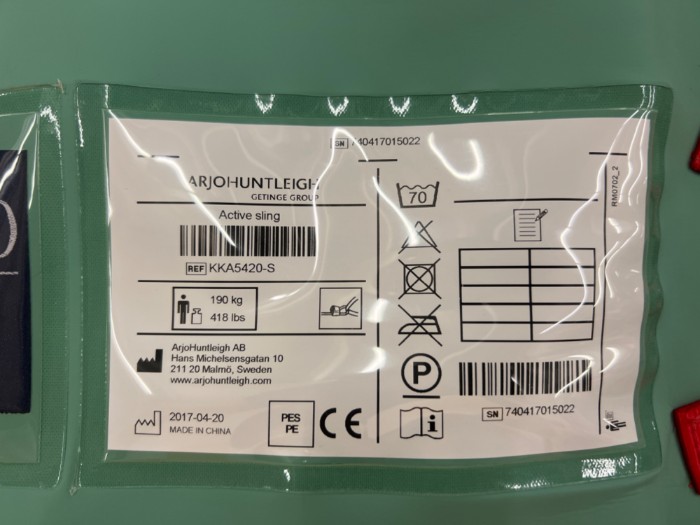 SN 740417015022
ARJOHUNTLEIGH
GETINGE GROUP
Active sling
REF KKA5420-S
190 kg
418 lbs
ArjoHuntleigh AB
Hans Michelsensgatan 10
211 20 Malmö, Sweden
www.arjohuntleigh.com
2017-04-20
MADE IN CHINA
PES
PE
CE
70
P
i
SN 740417015022
RM0702_2